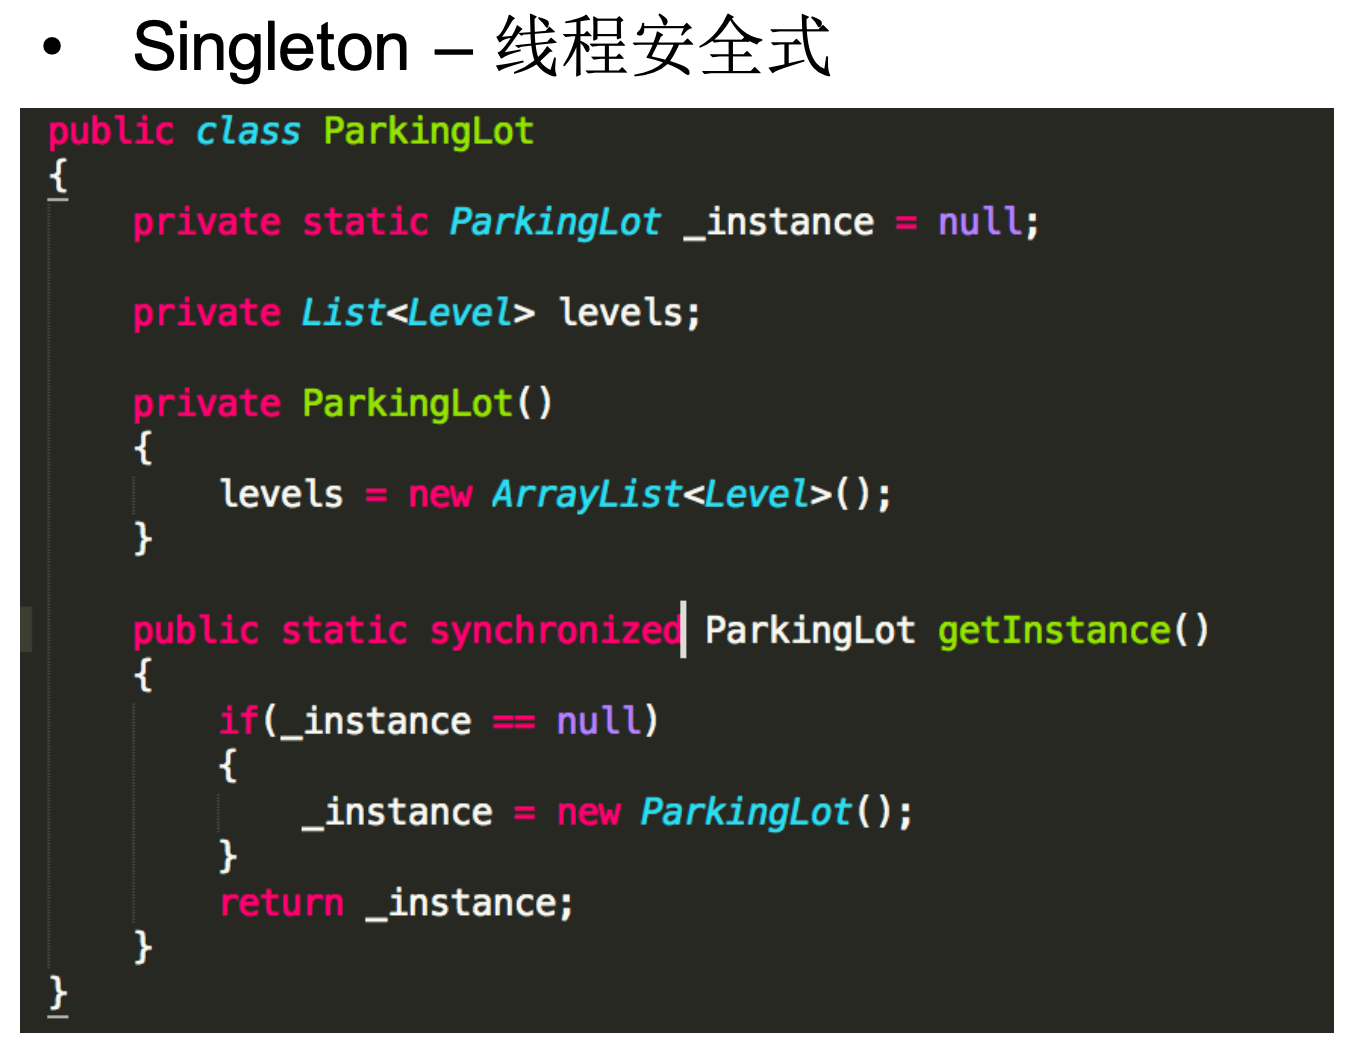 • Singleton – 线程安全式
public class ParkingLot
{
    private static ParkingLot _instance = null;
    private List<Level> levels;
    private ParkingLot()
    {
        levels = new ArrayList<Level>();
    }
    public static synchronized ParkingLot getInstance()
    {
        if(_instance == null)
        {
            _instance = new ParkingLot();
        }
        return _instance;
    }
}